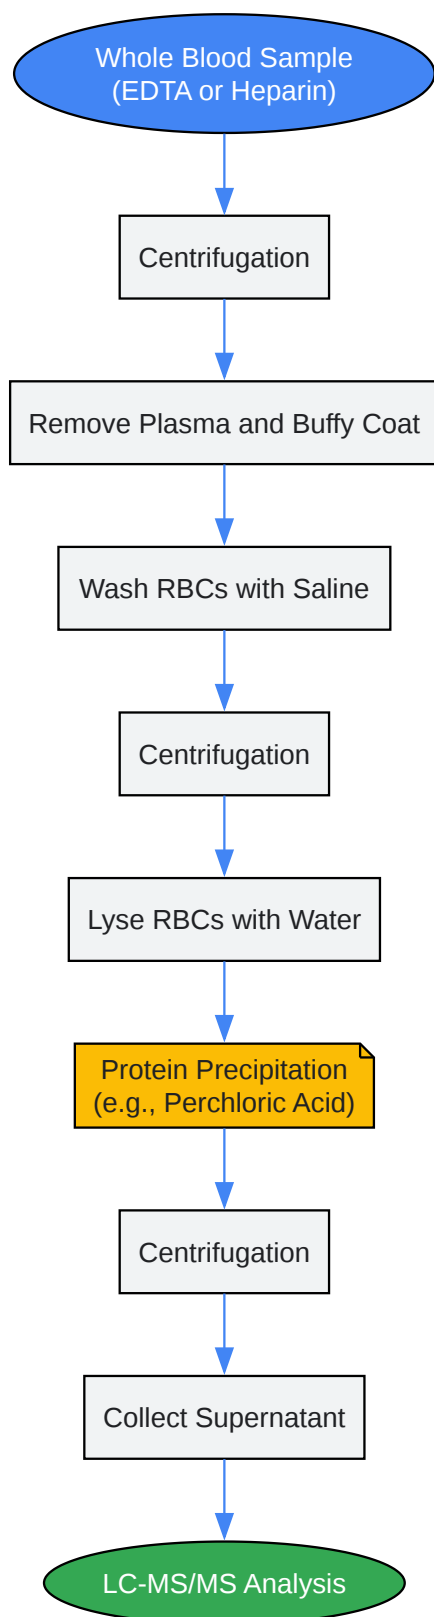 Whole Blood Sample
(EDTA or Heparin)
Centrifugation
Remove Plasma and Buffy Coat
Wash RBCs with Saline
Centrifugation
Lyse RBCs with Water
Protein Precipitation
(e.g., Perchloric Acid)
Centrifugation
Collect Supernatant
LC-MS/MS Analysis